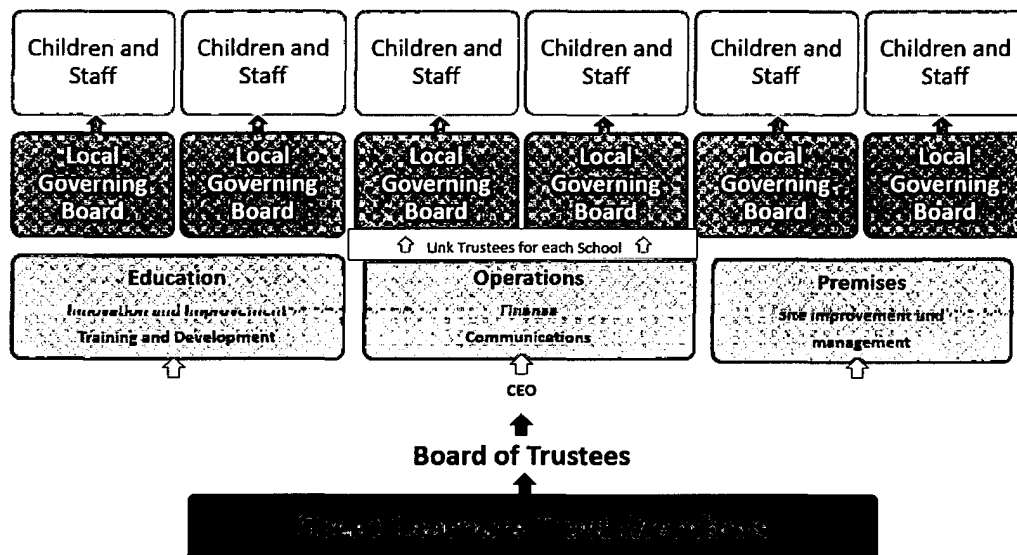 Children and Staff
Children and Staff
Children and Staff
Children and Staff
Children and Staff
Children and Staff
Local Governing Board
Local Governing Board
Local Governing Board
Local Governing Board
Local Governing Board
Local Governing Board
Link Trustees for each School
Education
Innovation and Improvement
Training and Development
Operations
Finance
Communications
Premises
Site improvement and
management
CEO
Board of Trustees